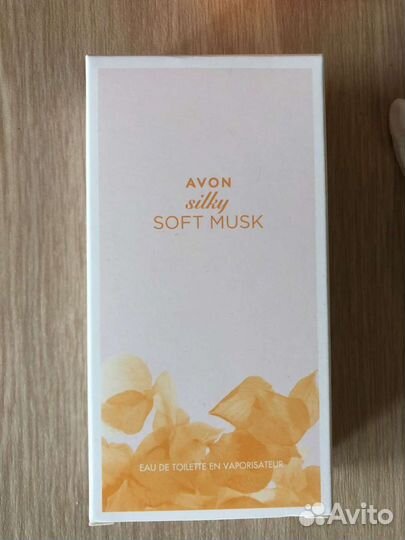 AVON
silky
SOFT MUSK
EAU DE TOILETTE EN VAPORISATEUR
Avito